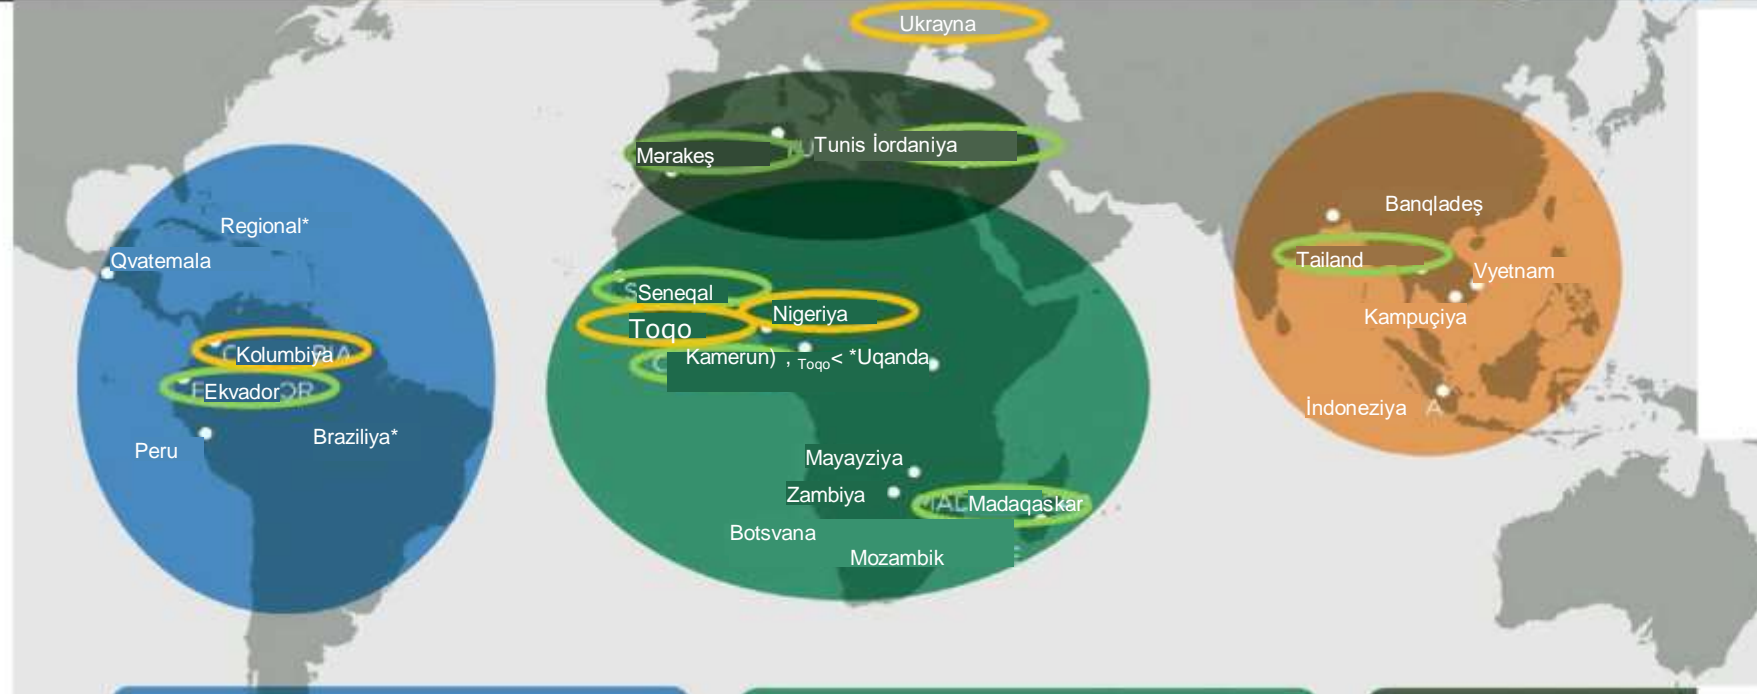 Ukrayna
Mərakeş
Tunis İordaniya
Banqladeş
Regional*
Qvatemala
Tailand
Vyetnam
Seneqal
Nigeriya
Kampuçiya
Toqo
Kolumbiya
Kamerun) , Toqo< *Uqanda
Ekvador
İndoneziya
Peru
Braziliya*
Mayayziya
Zambiya
Madaqaskar
Botsvana
Mozambik